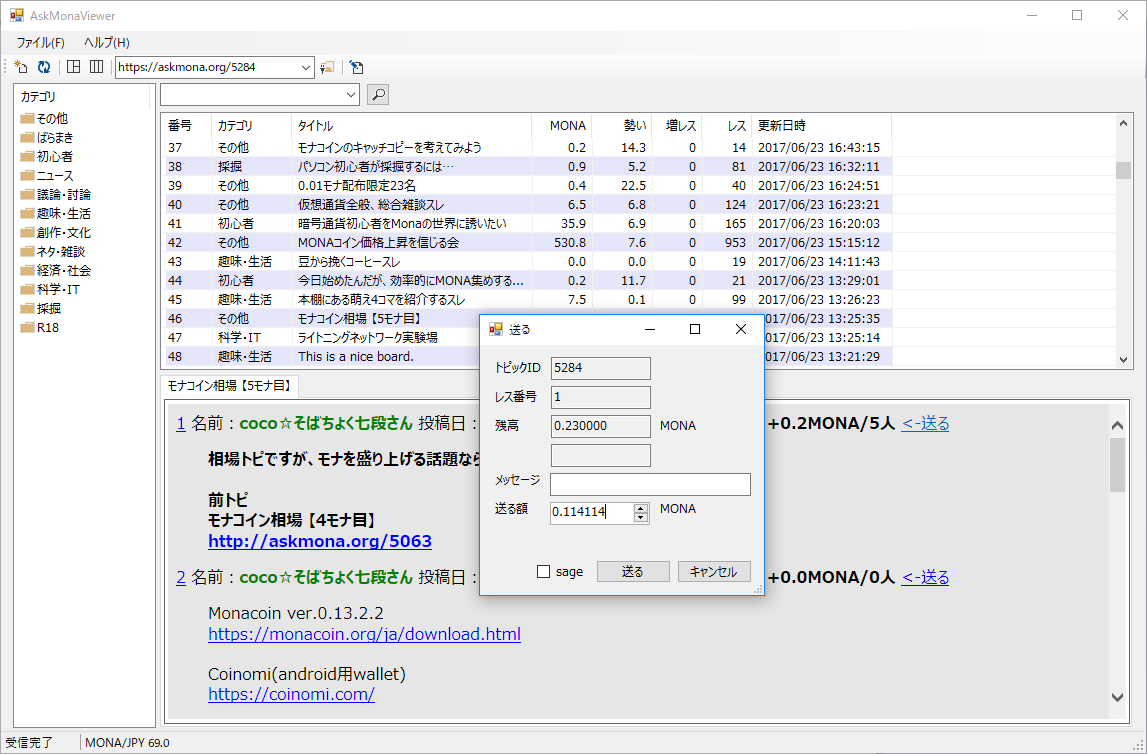 AskMonaViewer
ファイル(F) ヘルプ(H)
https://askmona.org/5284
カテゴリ
その他
ばらまき
初心者
ニュース
議論・討論
趣味・生活
創作・文化
ネタ・雑談
経済・社会
科学・IT
採掘
R18
番号 カテゴリ タイトル MONA 勢い 増レス レス 更新日時
37 その他 モナコインのキャッチコピーを考えてみよう 0.2 14.3 0 14 2017/06/23 16:43:15
38 採掘 パソコン初心者が採掘するには… 0.9 5.2 0 81 2017/06/23 16:32:11
39 その他 0.01モナ配布限定23名 0.4 22.5 0 40 2017/06/23 16:24:51
40 その他 仮想通貨全般、総合雑談スレ 6.5 6.8 0 124 2017/06/23 16:23:21
41 初心者 暗号通貨初心者をMonaの世界に誘いたい 35.9 6.9 0 165 2017/06/23 16:20:03
42 その他 MONAコイン価格上昇を信じる会 530.8 7.6 0 953 2017/06/23 15:15:12
43 趣味・生活 豆から挽くコーヒースレ 0.0 0.0 0 19 2017/06/23 14:11:43
44 初心者 今日始めたんだが、効率的にMONA集めする... 0.2 11.7 0 21 2017/06/23 13:29:01
45 趣味・生活 本棚にある萌え4コマを紹介するスレ 7.5 0.1 0 99 2017/06/23 13:26:23
46 その他 モナコイン相場【5モナ目】 017/06/23 13:25:35
47 科学・IT ライトニングネットワーク実験場 017/06/23 13:25:14
48 趣味・生活 This is a nice board. 017/06/23 13:21:29
モナコイン相場【5モナ目】
1 名前：coco☆そばちょく七段さん 投稿日： +0.2MONA/5人 <-送る
相場トピですが、モナを盛り上げる話題なら
前トピ
モナコイン相場【4モナ目】
http://askmona.org/5063
2 名前：coco☆そばちょく七段さん 投稿日： +0.0MONA/0人 <-送る
Monacoin ver.0.13.2.2
https://monacoin.org/ja/download.html
Coinomi(android用wallet)
https://coinomi.com/
送る
トピックID 5284
レス番号 1
残高 0.230000 MONA
メッセージ
送る額 0.114114 MONA
sage 送る キャンセル
受信完了 MONA/JPY 69.0